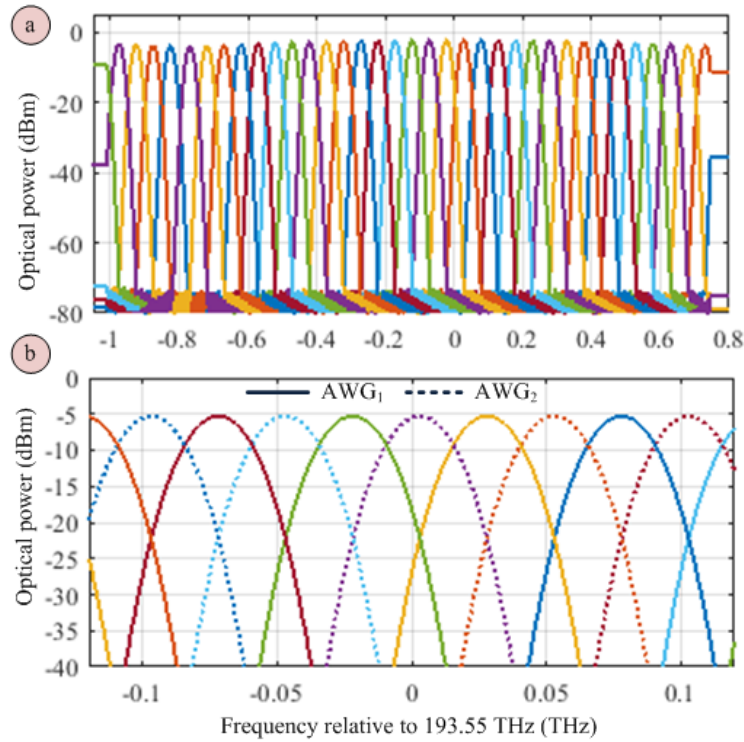 a
0
-20
-40
-60
-80
Optical power (dBm)
-1 -0.8 -0.6 -0.4 -0.2 0 0.2 0.4 0.6 0.8
b
AWG₁ AWG₂
0
-5
-10
-15
-20
-25
-30
-35
-40
Optical power (dBm)
-0.1 -0.05 0 0.05 0.1
Frequency relative to 193.55 THz (THz)